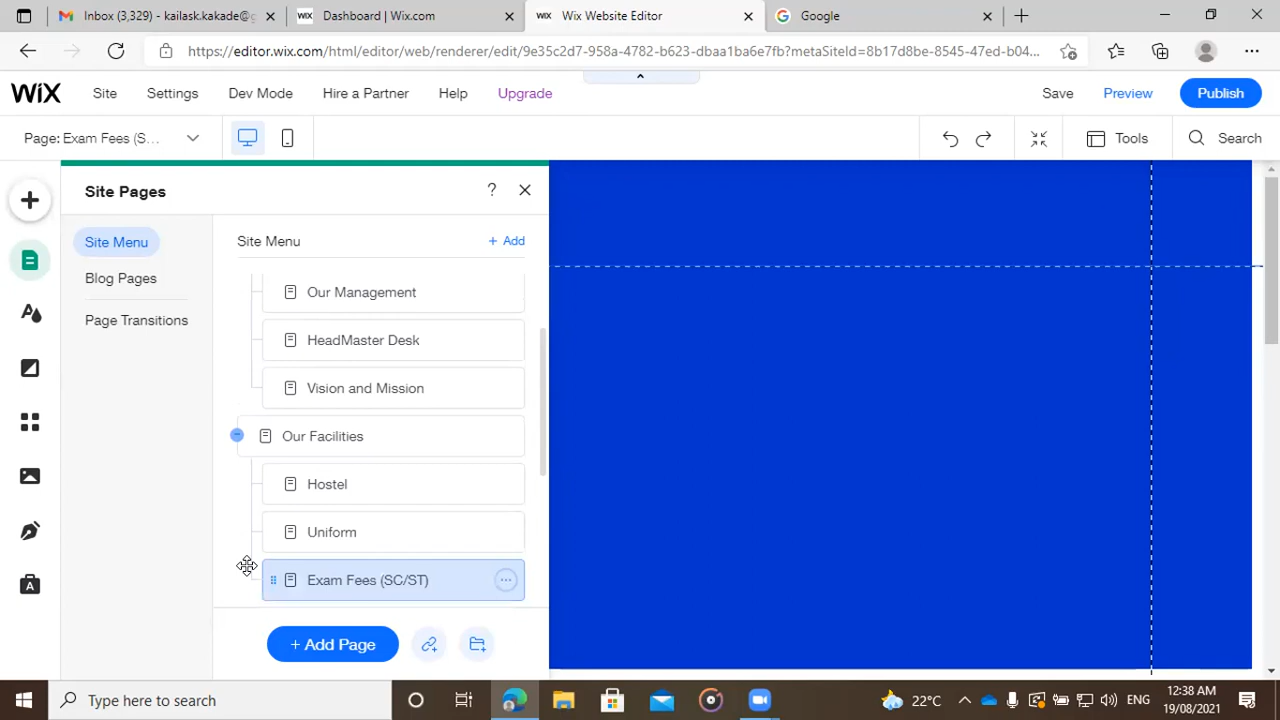 Inbox (3,329) - kailask.kakade@g
WIX Dashboard | Wix.com
WIX Wix Website Editor
Google
https://editor.wix.com/html/editor/web/renderer/edit/9e35c2d7-958a-4782-b623-dbaa1ba6e7fb?metaSiteId=8b17d8be-8545-47ed-b04...
WiX Site Settings Dev Mode Hire a Partner Help Upgrade Save Preview Publish
Page: Exam Fees (S... Tools Search
Site Pages ?
Site Menu
Blog Pages
Page Transitions
Site Menu + Add
Our Management
HeadMaster Desk
Vision and Mission
Our Facilities
Hostel
Uniform
Exam Fees (SC/ST)
+ Add Page
Type here to search
22°C ENG
12:38 AM
19/08/2021